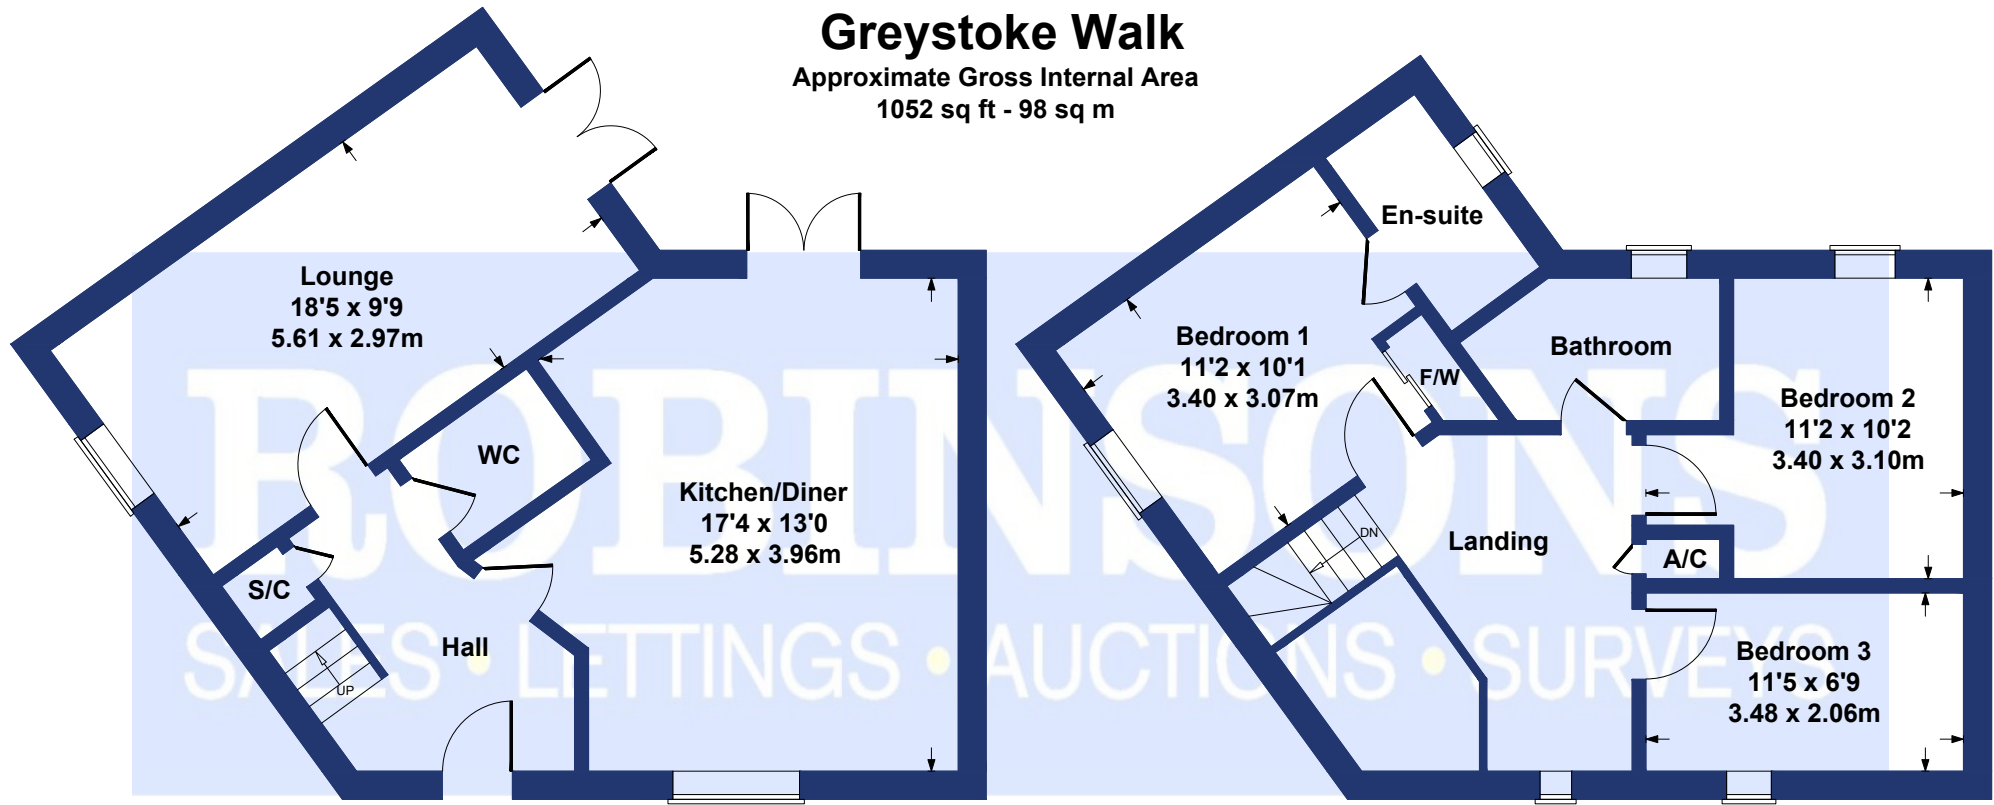 Greystoke Walk
Approximate Gross Internal Area
1052 sq ft - 98 sq m
Lounge
18'5 x 9'9
5.61 x 2.97m
WC
Kitchen/Diner
17'4 x 13'0
5.28 x 3.96m
S/C
Hall
UP
En-suite
Bedroom 1
11'2 x 10'1
3.40 x 3.07m
F/W
Bathroom
Bedroom 2
11'2 x 10'2
3.40 x 3.10m
DN
Landing
A/C
Bedroom 3
11'5 x 6'9
3.48 x 2.06m
ROBINSONS
SALES • LETTINGS • AUCTIONS • SURVEYS